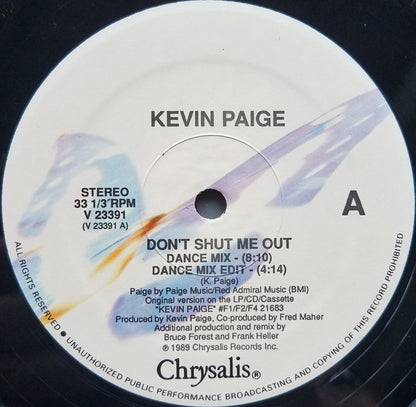 KEVIN PAIGE
STEREO
33 1/3 RPM
V 23391
(V 23391 A)
A
DON'T SHUT ME OUT
DANCE MIX - (8:10)
DANCE MIX EDIT - (4:14)
(K. Paige)
Paige by Paige Music/Red Admiral Music (BMI)
Original version on the LP/CD/Cassette
"KEVIN PAIGE" #F1/F2/F4 21683
Produced by Kevin Paige, Co-produced by Fred Maher
Additional production and remix by
Bruce Forest and Frank Heller
℗ 1989 Chrysalis Records Inc.
Chrysalis®
ALL RIGHTS RESERVED • UNAUTHORIZED PUBLIC PERFORMANCE BROADCASTING AND COPYING OF THIS RECORD PROHIBITED